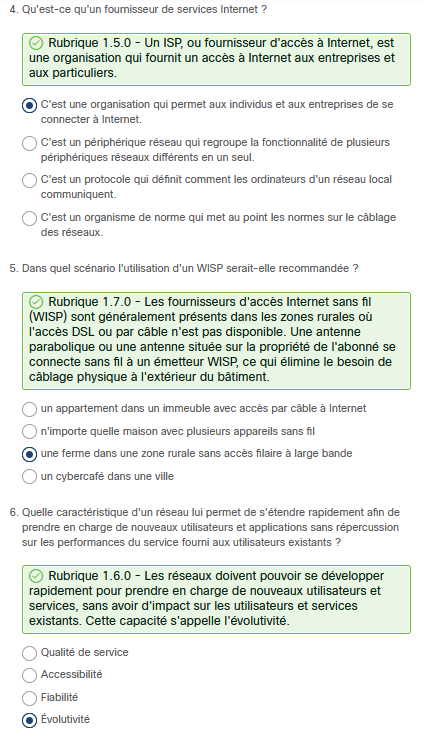 4. Qu'est-ce qu'un fournisseur de services Internet ?
Rubrique 1.5.0 - Un ISP, ou fournisseur d'accès à Internet, est
une organisation qui fournit un accès à Internet aux entreprises et
aux particuliers.
C'est une organisation qui permet aux individus et aux entreprises de se
connecter à Internet.
C'est un périphérique réseau qui regroupe la fonctionnalité de plusieurs
périphériques réseaux différents en un seul.
C'est un protocole qui définit comment les ordinateurs d'un réseau local
communiquent.
C'est un organisme de norme qui met au point les normes sur le câblage
des réseaux.
5. Dans quel scénario l'utilisation d'un WISP serait-elle recommandée ?
Rubrique 1.7.0 - Les fournisseurs d'accès Internet sans fil
(WISP) sont généralement présents dans les zones rurales où
l'accès DSL ou par câble n'est pas disponible. Une antenne
parabolique ou une antenne située sur la propriété de l'abonné se
connecte sans fil à un émetteur WISP, ce qui élimine le besoin de
câblage physique à l'extérieur du bâtiment.
un appartement dans un immeuble avec accès par câble à Internet
n'importe quelle maison avec plusieurs appareils sans fil
une ferme dans une zone rurale sans accès filaire à large bande
un cybercafé dans une ville
6. Quelle caractéristique d'un réseau lui permet de s'étendre rapidement afin de
prendre en charge de nouveaux utilisateurs et applications sans répercussion
sur les performances du service fourni aux utilisateurs existants ?
Rubrique 1.6.0 - Les réseaux doivent pouvoir se développer
rapidement pour prendre en charge de nouveaux utilisateurs et
services, sans avoir d'impact sur les utilisateurs et services
existants. Cette capacité s'appelle l'évolutivité.
Qualité de service
Accessibilité
Fiabilité
Évolutivité